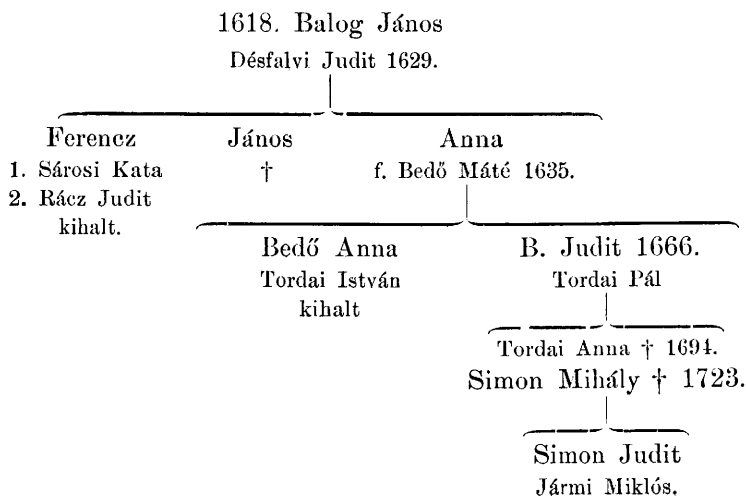 1618. Balog János
Désfalvi Judit 1629.
Ferencz János Anna
1. Sárosi Kata † f. Bedő Máté 1635.
2. Rácz Judit
kihalt.
Bedő Anna B. Judit 1666.
Tordai István Tordai Pál
kihalt
Tordai Anna † 1694.
Simon Mihály † 1723.
Simon Judit
Jármi Miklós.